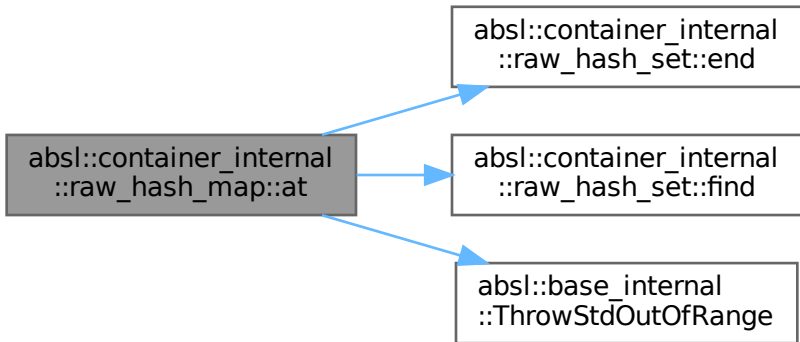 absl::container_internal
::raw_hash_map::at
absl::container_internal
::raw_hash_set::end
absl::container_internal
::raw_hash_set::find
absl::base_internal
::ThrowStdOutOfRange